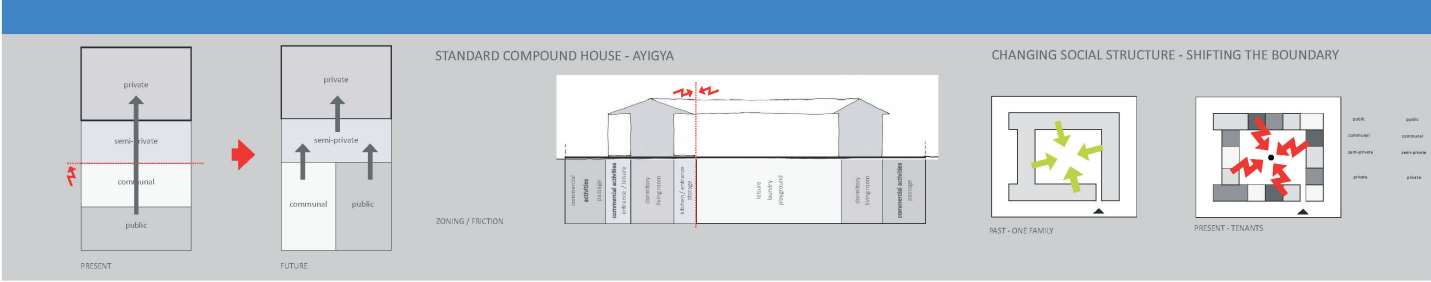 private
semi-private
communal
public
PRESENT
private
semi-private
communal
public
FUTURE
STANDARD COMPOUND HOUSE - AYIGYA
commercial
activities
passage
commercial activities
entrance / leisure
dormitory
living room
kitchen / entrance
storage
leisure
laundry
playground
dormitory
living room
commercial activities
passage
ZONING / FRICTION
CHANGING SOCIAL STRUCTURE - SHIFTING THE BOUNDARY
PAST - ONE FAMILY
PRESENT - TENANTS
public
communal
semi-private
private
public
communal
semi-private
private